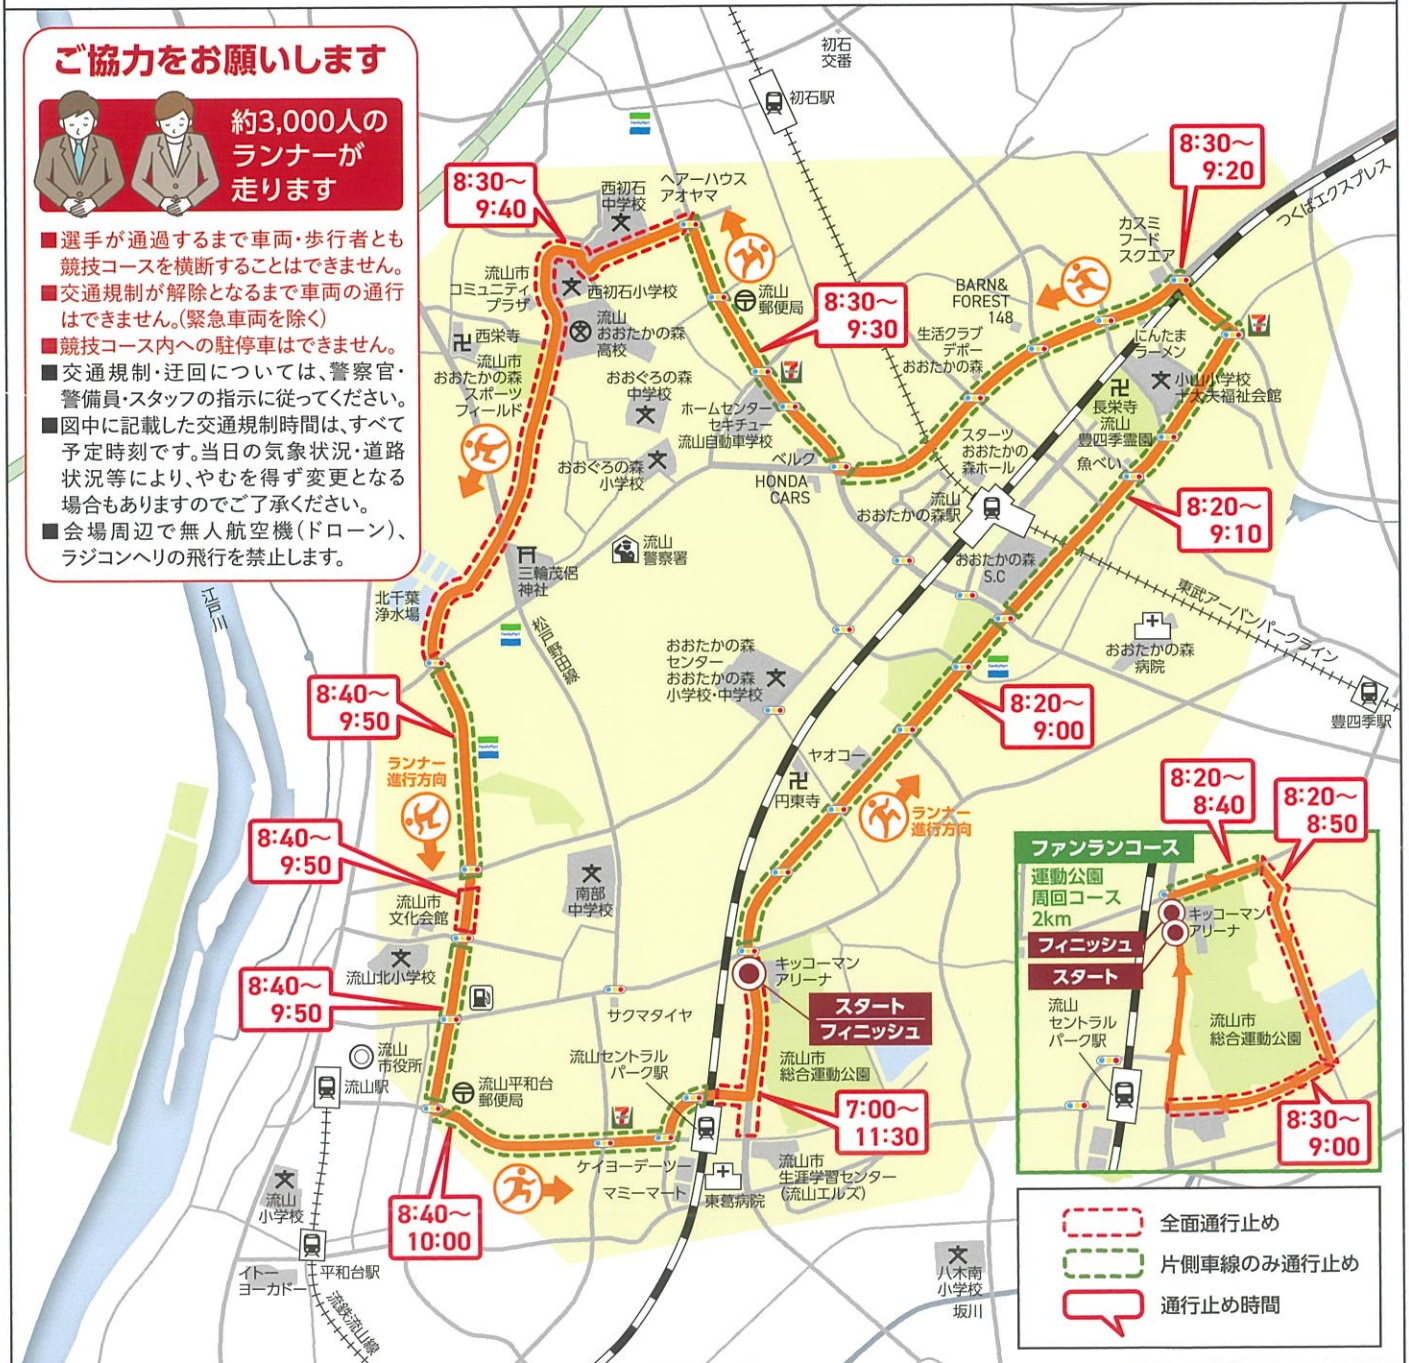 ご協力をお願いします
約3,000人の
ランナーが
走ります
■選手が通過するまで車両・歩行者とも
競技コースを横断することはできません。
■交通規制が解除となるまで車両の通行
はできません。(緊急車両を除く)
■競技コース内への駐停車はできません。
■交通規制・迂回については、警察官・
警備員・スタッフの指示に従ってください。
■図中に記載した交通規制時間は、すべて
予定時刻です。当日の気象状況・道路
状況等により、やむを得ず変更となる
場合もありますのでご了承ください。
■会場周辺で無人航空機(ドローン)、
ラジコンヘリの飛行を禁止します。
初石
交番
初石駅
8:30〜
9:20
つくばエクスプレス
カスミ
フード
スクエア
8:30〜
9:40
西初石
中学校
ヘアーハウス
アオヤマ
流山市
コミュニティ
プラザ
西初石小学校
流山
郵便局
BARN&
FOREST
148
8:30〜
9:30
西栄寺
流山
おおたかの森
高校
生活クラブ
デポー
おおたかの森
にんたま
ラーメン
流山市
おおたかの森
スポーツ
フィールド
おおぐろの森
中学校
小山小学校
十太夫福祉会館
長栄寺
流山
豊四季霊園
ホームセンター
セキチュー
流山自動車学校
スターツ
おおたかの
森ホール
ベルク
魚べい
おおぐろの森
小学校
HONDA
CARS
流山
おおたかの森駅
8:20〜
9:10
流山
警察署
三輪茂侶
神社
おおたかの森
S.C
東武アーバンパークライン
江戸川
北千葉
浄水場
FamilyMart
松戸野田線
おおたかの森
センター
おおたかの森
小学校・中学校
おおたかの森
病院
豊四季駅
8:40〜
9:50
8:20〜
9:00
ランナー
進行方向
ヤオコー
円東寺
ランナー
進行方向
8:40〜
9:50
流山市
文化会館
南部
中学校
流山北小学校
8:40〜
9:50
キッコーマン
アリーナ
スタート
フィニッシュ
サクマタイヤ
流山
市役所
流山駅
流山平和台
郵便局
流山セントラル
パーク駅
流山市
総合運動公園
7:00〜
11:30
ケイヨーデーツー
マミーマート
東葛病院
流山市
生涯学習センター
(流山エルズ)
8:40〜
10:00
流山
小学校
平和台駅
イトー
ヨーカドー
流鉄流山線
八木南
小学校
坂川
8:20〜
8:40
8:20〜
8:50
ファンランコース
運動公園
周回コース
2km
キッコーマン
アリーナ
フィニッシュ
スタート
流山
セントラル
パーク駅
流山市
総合運動公園
8:30〜
9:00
全面通行止め
片側車線のみ通行止め
通行止め時間